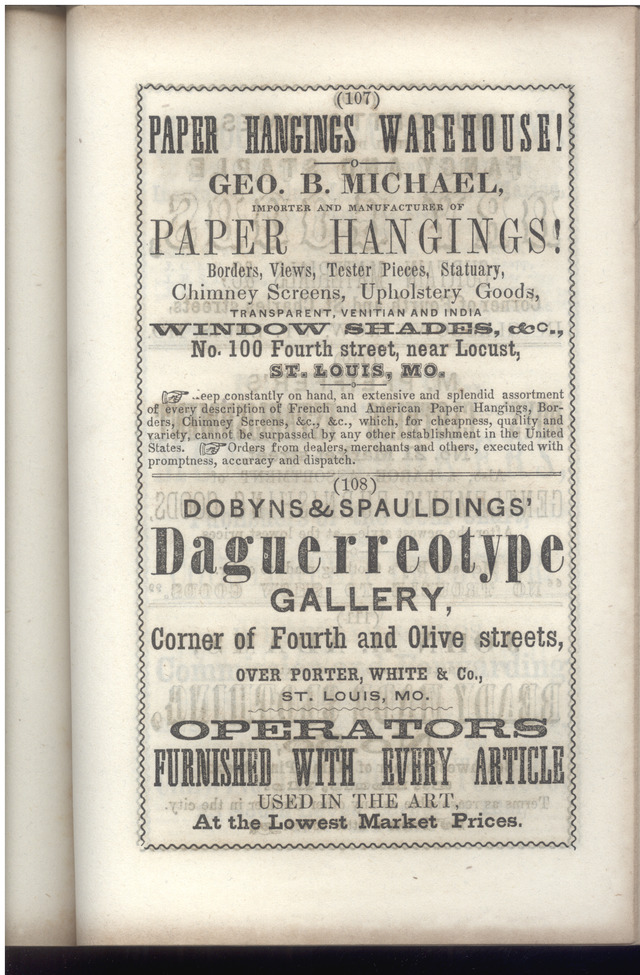 (107)
PAPER HANGINGS WAREHOUSE!
GEO. B. MICHAEL,
IMPORTER AND MANUFACTURER OF
PAPER HANGINGS!
Borders, Views, Tester Pieces, Statuary,
Chimney Screens, Upholstery Goods,
TRANSPARENT, VENITIAN AND INDIA
WINDOW SHADES, &c.,
No. 100 Fourth street, near Locust,
ST. LOUIS, MO.
☞ eep constantly on hand, an extensive and splendid assortment
of every description of French and American Paper Hangings, Bor-
ders, Chimney Screens, &c., &c., which, for cheapness, quality and
variety, cannot be surpassed by any other establishment in the United
States. ☞ Orders from dealers, merchants and others, executed with
promptness, accuracy and dispatch.
(108)
DOBYNS & SPAULDINGS'
Daguerreotype
GALLERY,
Corner of Fourth and Olive streets,
OVER PORTER, WHITE & Co.,
ST. LOUIS, MO.
OPERATORS
FURNISHED WITH EVERY ARTICLE
USED IN THE ART,
At the Lowest Market Prices.